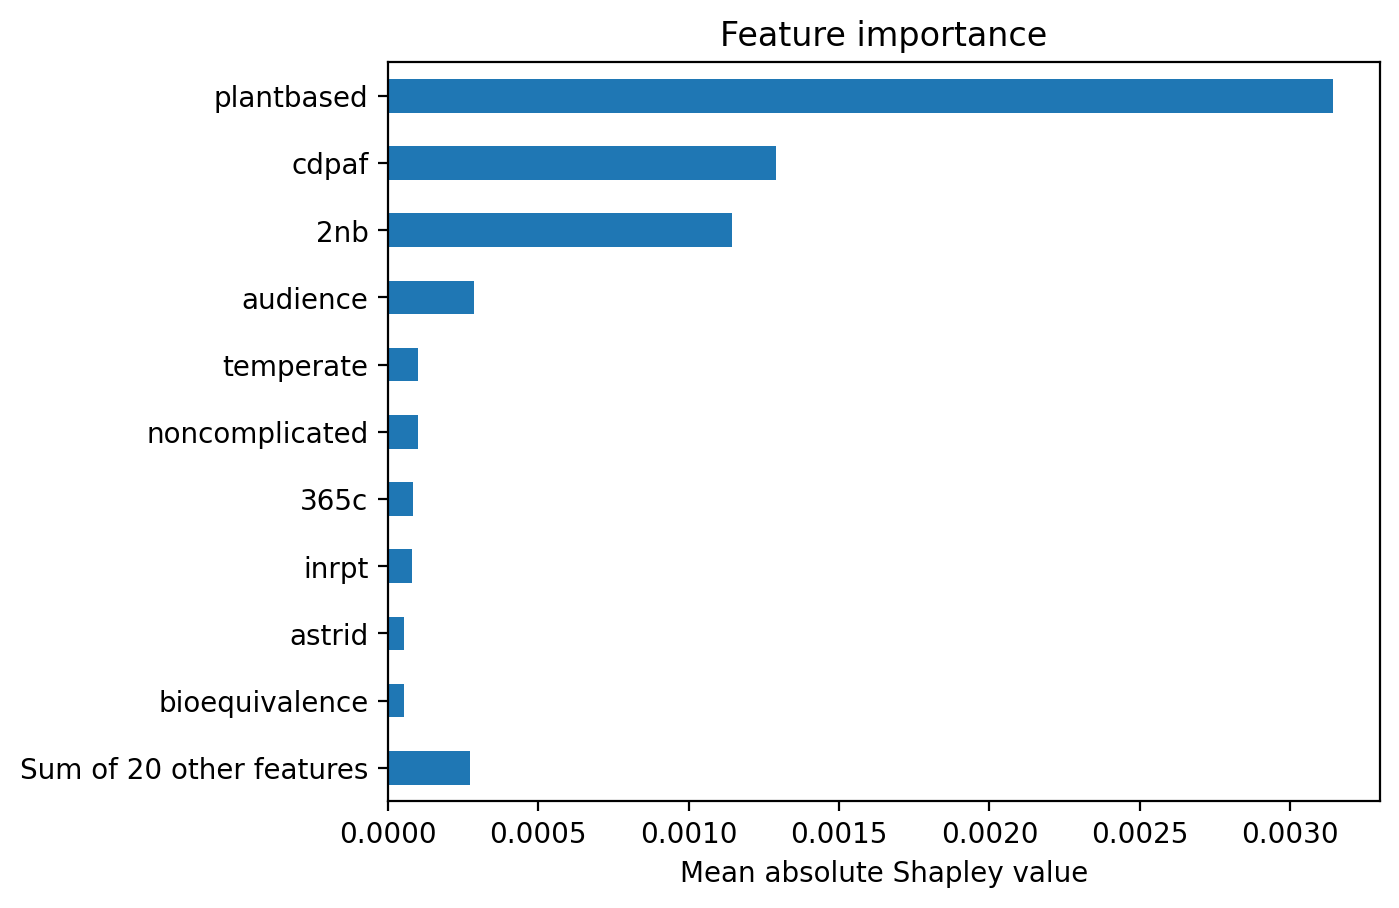 Feature importance
plantbased
cdpaf
2nb
audience
temperate
noncomplicated
365c
inrpt
astrid
bioequivalence
Sum of 20 other features
0.0000 0.0005 0.0010 0.0015 0.0020 0.0025 0.0030
Mean absolute Shapley value